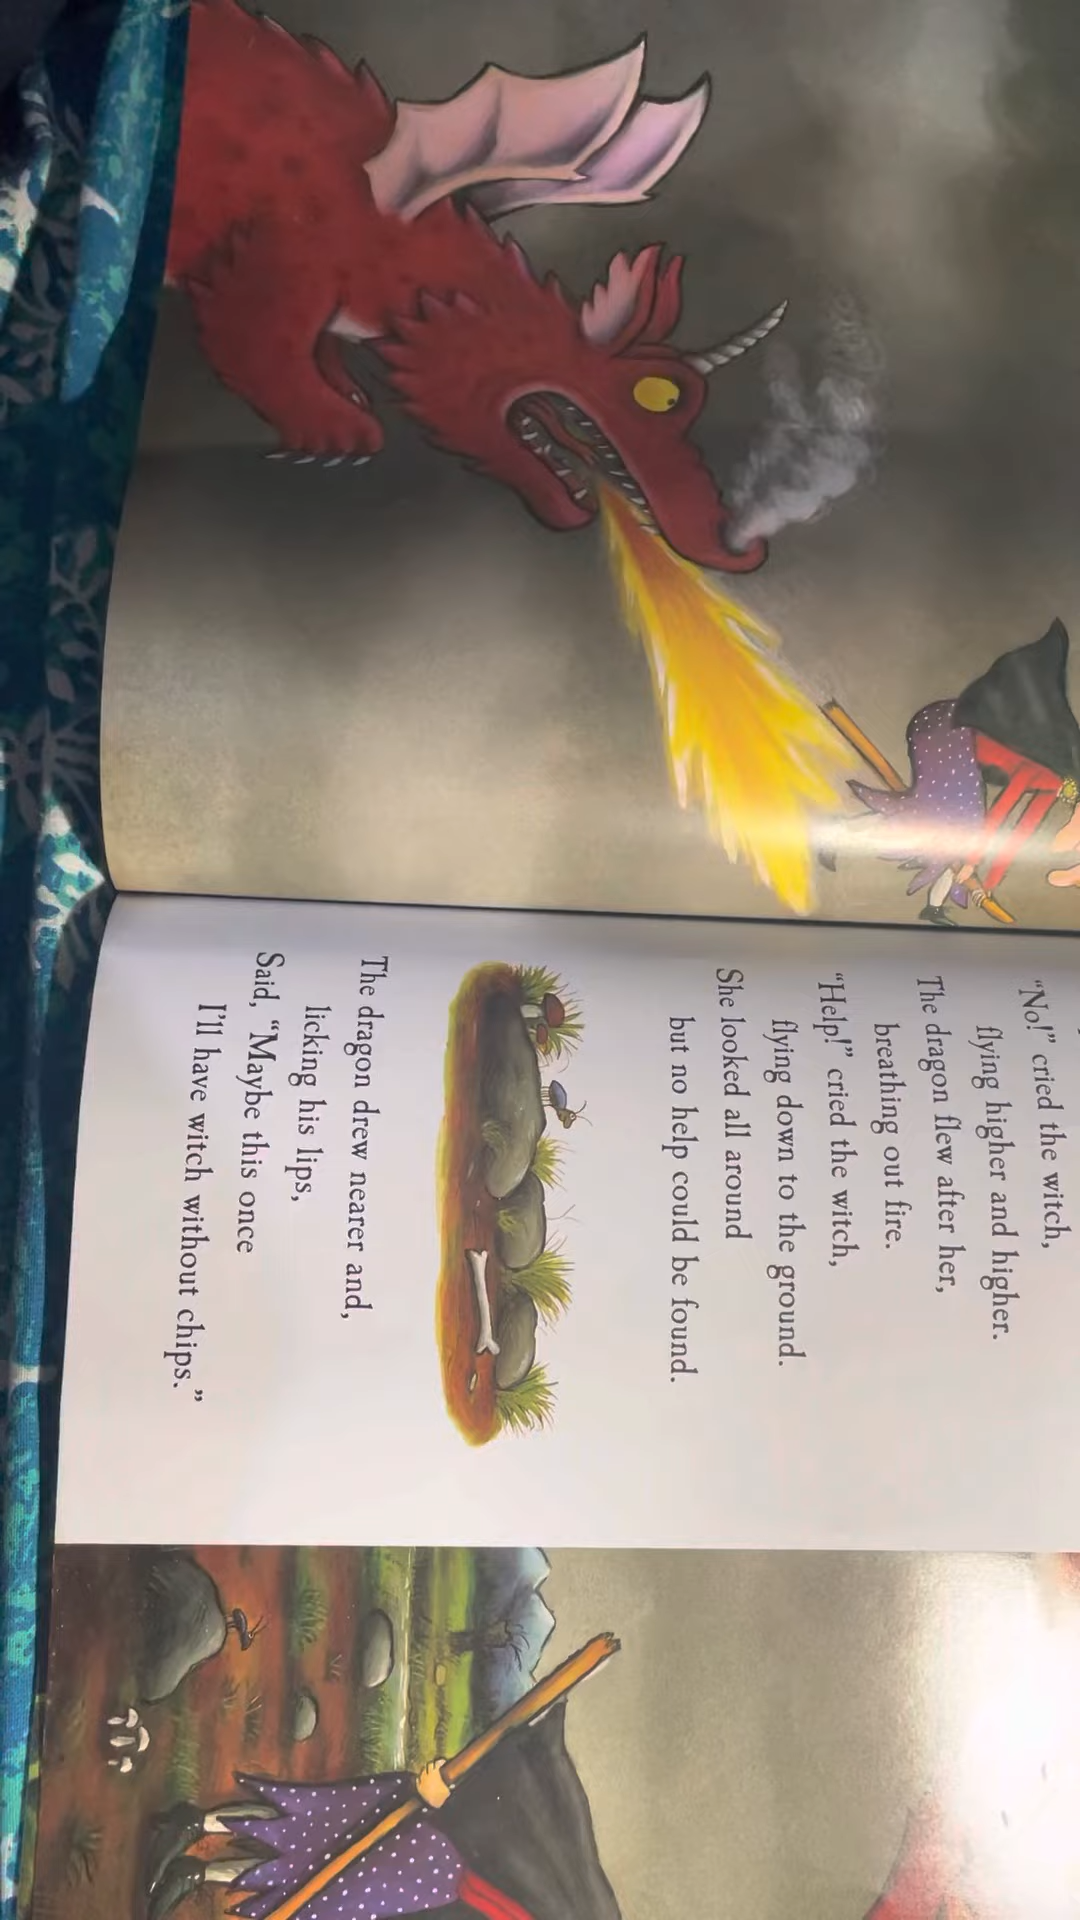 “No!” cried the witch,
flying higher and higher.
The dragon flew after her,
breathing out fire.
“Help!” cried the witch,
flying down to the ground.
She looked all around
but no help could be found.
The dragon drew nearer and,
licking his lips,
Said, “Maybe this once
I’ll have witch without chips.”